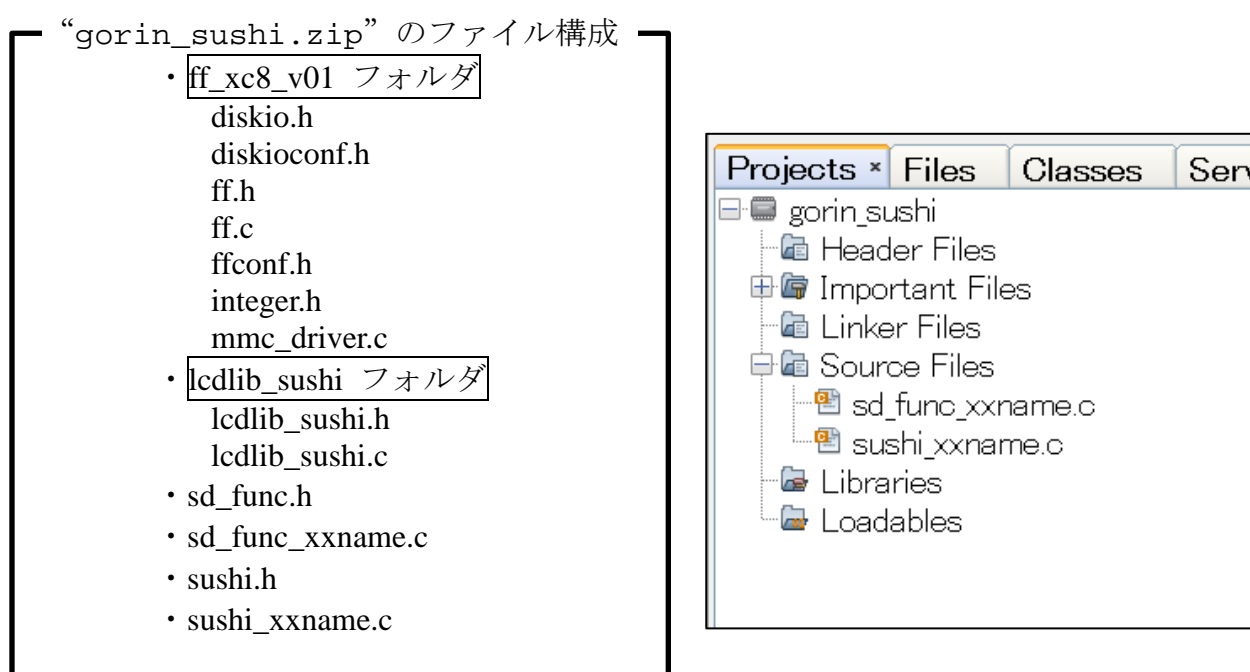 “gorin_sushi.zip”のファイル構成
・ff_xc8_v01 フォルダ
diskio.h
diskioconf.h
ff.h
ff.c
ffconf.h
integer.h
mmc_driver.c
・lcdlib_sushi フォルダ
lcdlib_sushi.h
lcdlib_sushi.c
・sd_func.h
・sd_func_xxname.c
・sushi.h
・sushi_xxname.c
Projects × Files Classes Serv
gorin_sushi
Header Files
Important Files
Linker Files
Source Files
sd_func_xxname.c
sushi_xxname.c
Libraries
Loadables